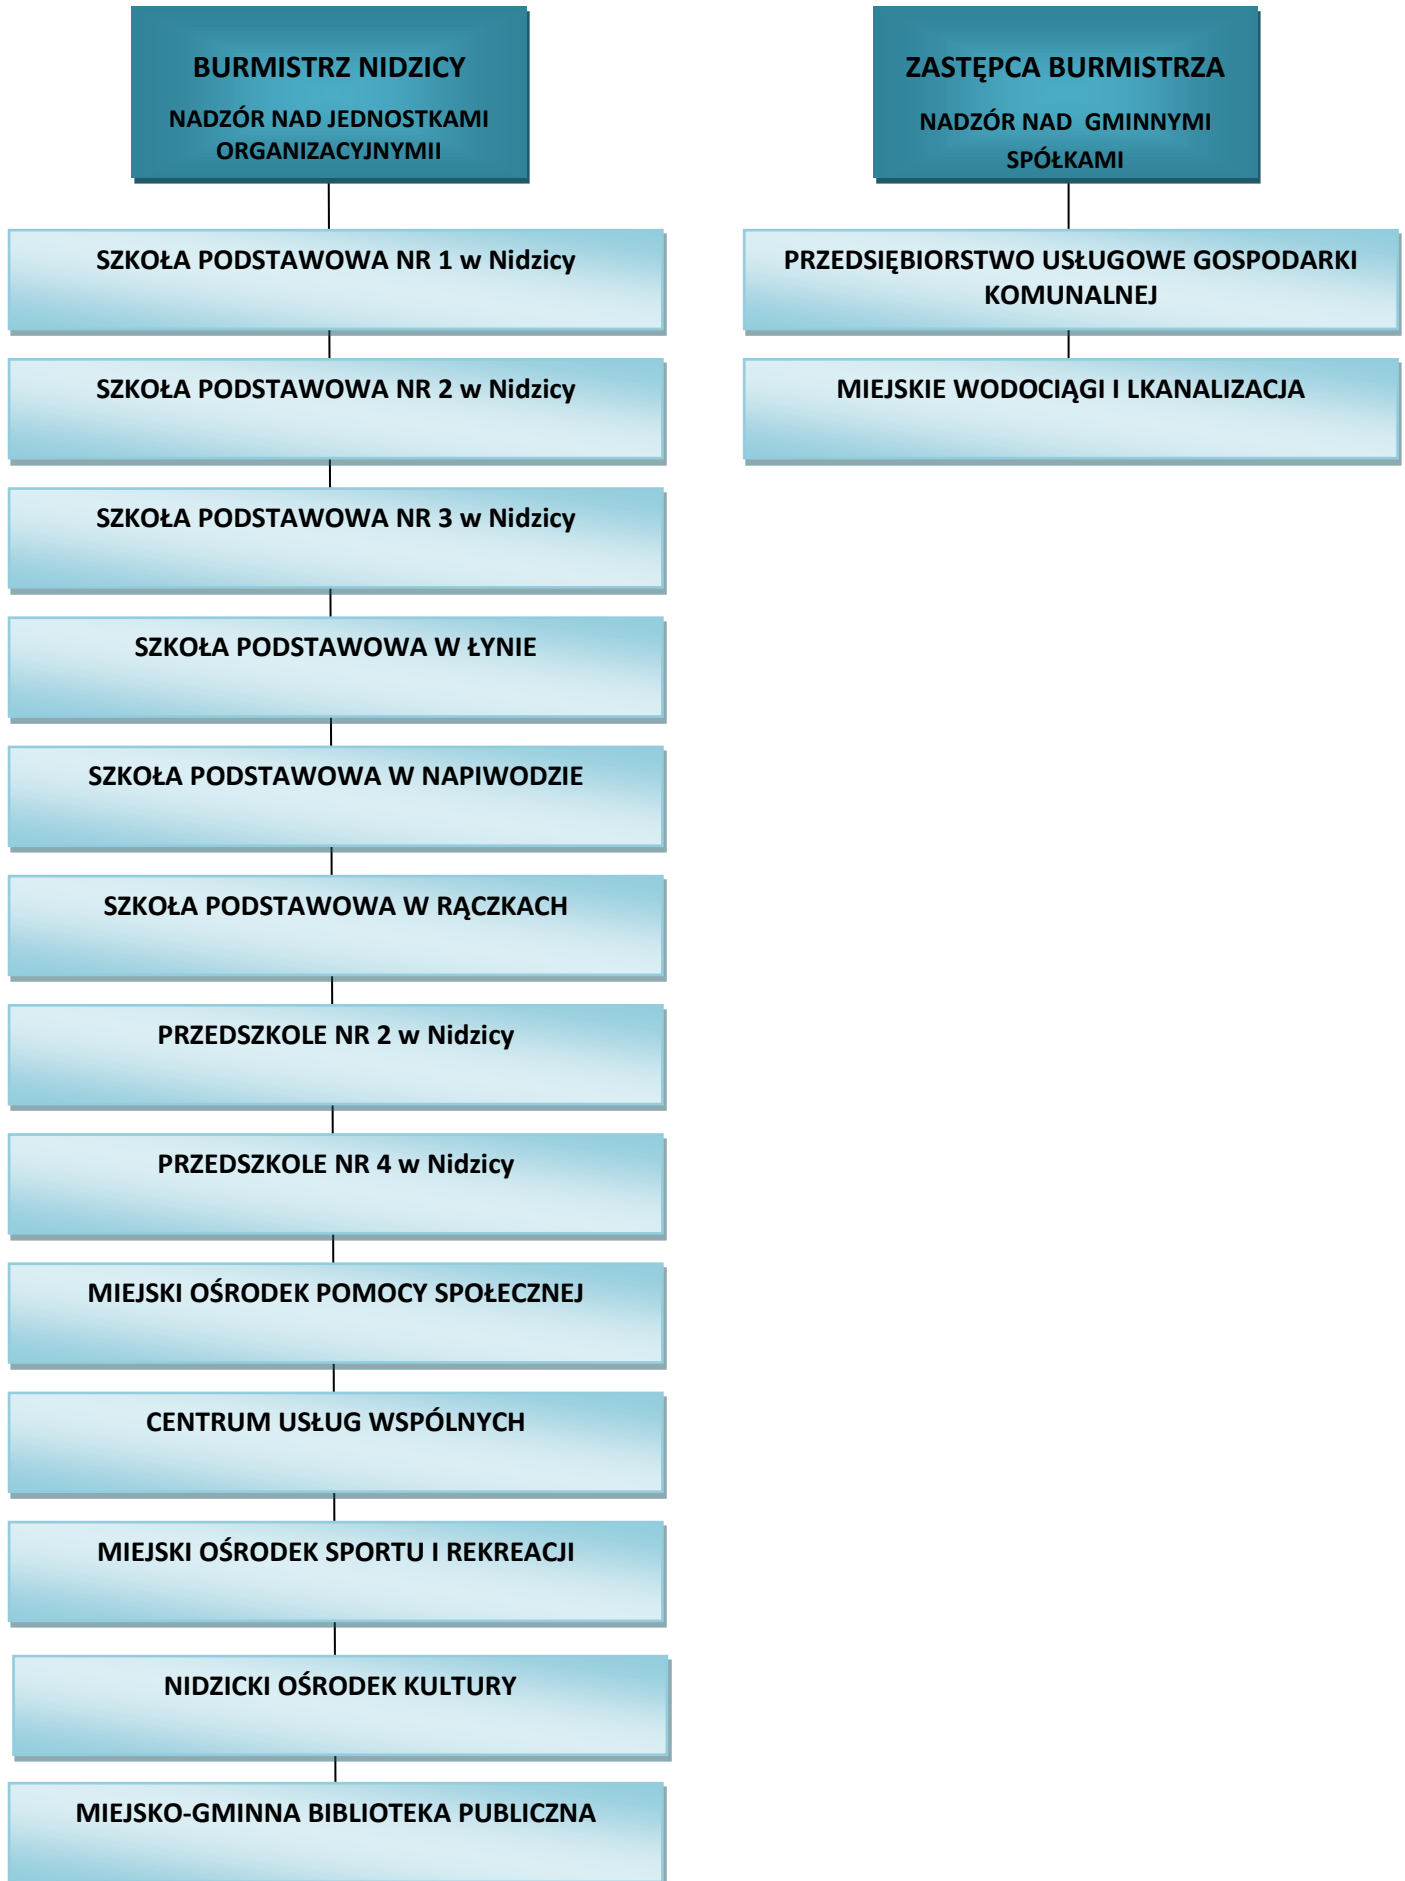 BURMISTRZ NIDZICY
NADZÓR NAD JEDNOSTKAMI
ORGANIZACYJNYMII
SZKOŁA PODSTAWOWA NR 1 w Nidzicy
SZKOŁA PODSTAWOWA NR 2 w Nidzicy
SZKOŁA PODSTAWOWA NR 3 w Nidzicy
SZKOŁA PODSTAWOWA W ŁYNIE
SZKOŁA PODSTAWOWA W NAPIWODZIE
SZKOŁA PODSTAWOWA W RĄCZKACH
PRZEDSZKOLE NR 2 w Nidzicy
PRZEDSZKOLE NR 4 w Nidzicy
MIEJSKI OŚRODEK POMOCY SPOŁECZNEJ
CENTRUM USŁUG WSPÓLNYCH
MIEJSKI OŚRODEK SPORTU I REKREACJI
NIDZICKI OŚRODEK KULTURY
MIEJSKO-GMINNA BIBLIOTEKA PUBLICZNA
ZASTĘPCA BURMISTRZA
NADZÓR NAD GMINNYMI
SPÓŁKAMI
PRZEDSIĘBIORSTWO USŁUGOWE GOSPODARKI
KOMUNALNEJ
MIEJSKIE WODOCIĄGI I LKANALIZACJA